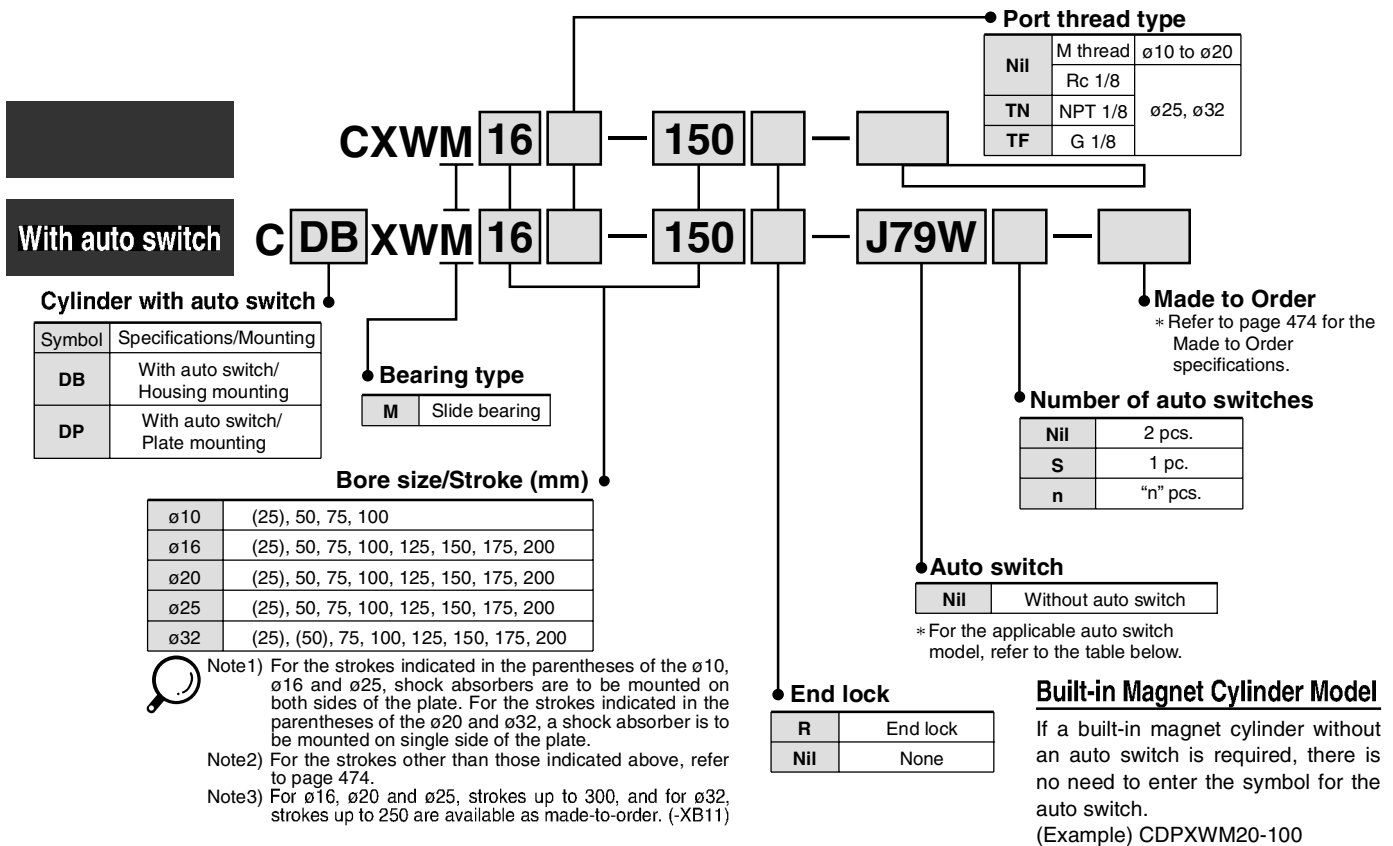 Port thread type
Nil M thread ø10 to ø20
Rc 1/8 ø25, ø32
TN NPT 1/8
TF G 1/8
CXWM 16 — 150 —
With auto switch
C DB XWM 16 — 150 — J79W —
Cylinder with auto switch
Symbol Specifications/Mounting
DB With auto switch/
Housing mounting
DP With auto switch/
Plate mounting
Bearing type
M Slide bearing
Made to Order
* Refer to page 474 for the
Made to Order
specifications.
Number of auto switches
Nil 2 pcs.
S 1 pc.
n “n” pcs.
Bore size/Stroke (mm)
ø10 (25), 50, 75, 100
ø16 (25), 50, 75, 100, 125, 150, 175, 200
ø20 (25), 50, 75, 100, 125, 150, 175, 200
ø25 (25), 50, 75, 100, 125, 150, 175, 200
ø32 (25), (50), 75, 100, 125, 150, 175, 200
Note1) For the strokes indicated in the parentheses of the ø10,
ø16 and ø25, shock absorbers are to be mounted on
both sides of the plate. For the strokes indicated in the
parentheses of the ø20 and ø32, a shock absorber is to
be mounted on single side of the plate.
Note2) For the strokes other than those indicated above, refer
to page 474.
Note3) For ø16, ø20 and ø25, strokes up to 300, and for ø32,
strokes up to 250 are available as made-to-order. (-XB11)
Auto switch
Nil Without auto switch
* For the applicable auto switch
model, refer to the table below.
End lock
R End lock
Nil None
Built-in Magnet Cylinder Model
If a built-in magnet cylinder without
an auto switch is required, there is
no need to enter the symbol for the
auto switch.
(Example) CDPXWM20-100